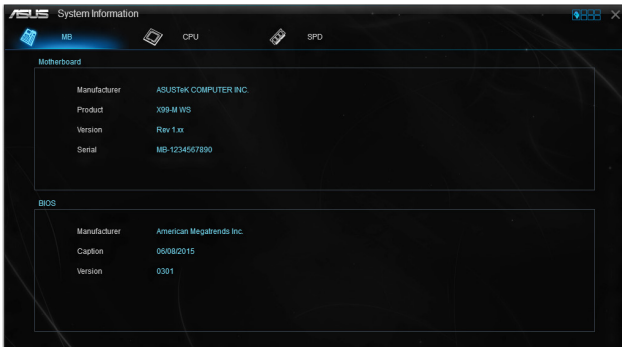 ASUS System Information
MB CPU SPD
Motherboard
Manufacturer ASUSTeK COMPUTER INC.
Product X99-M WS
Version Rev 1.xx
Serial MB-1234567890
BIOS
Manufacturer American Megatrends Inc.
Caption 06/08/2015
Version 0301